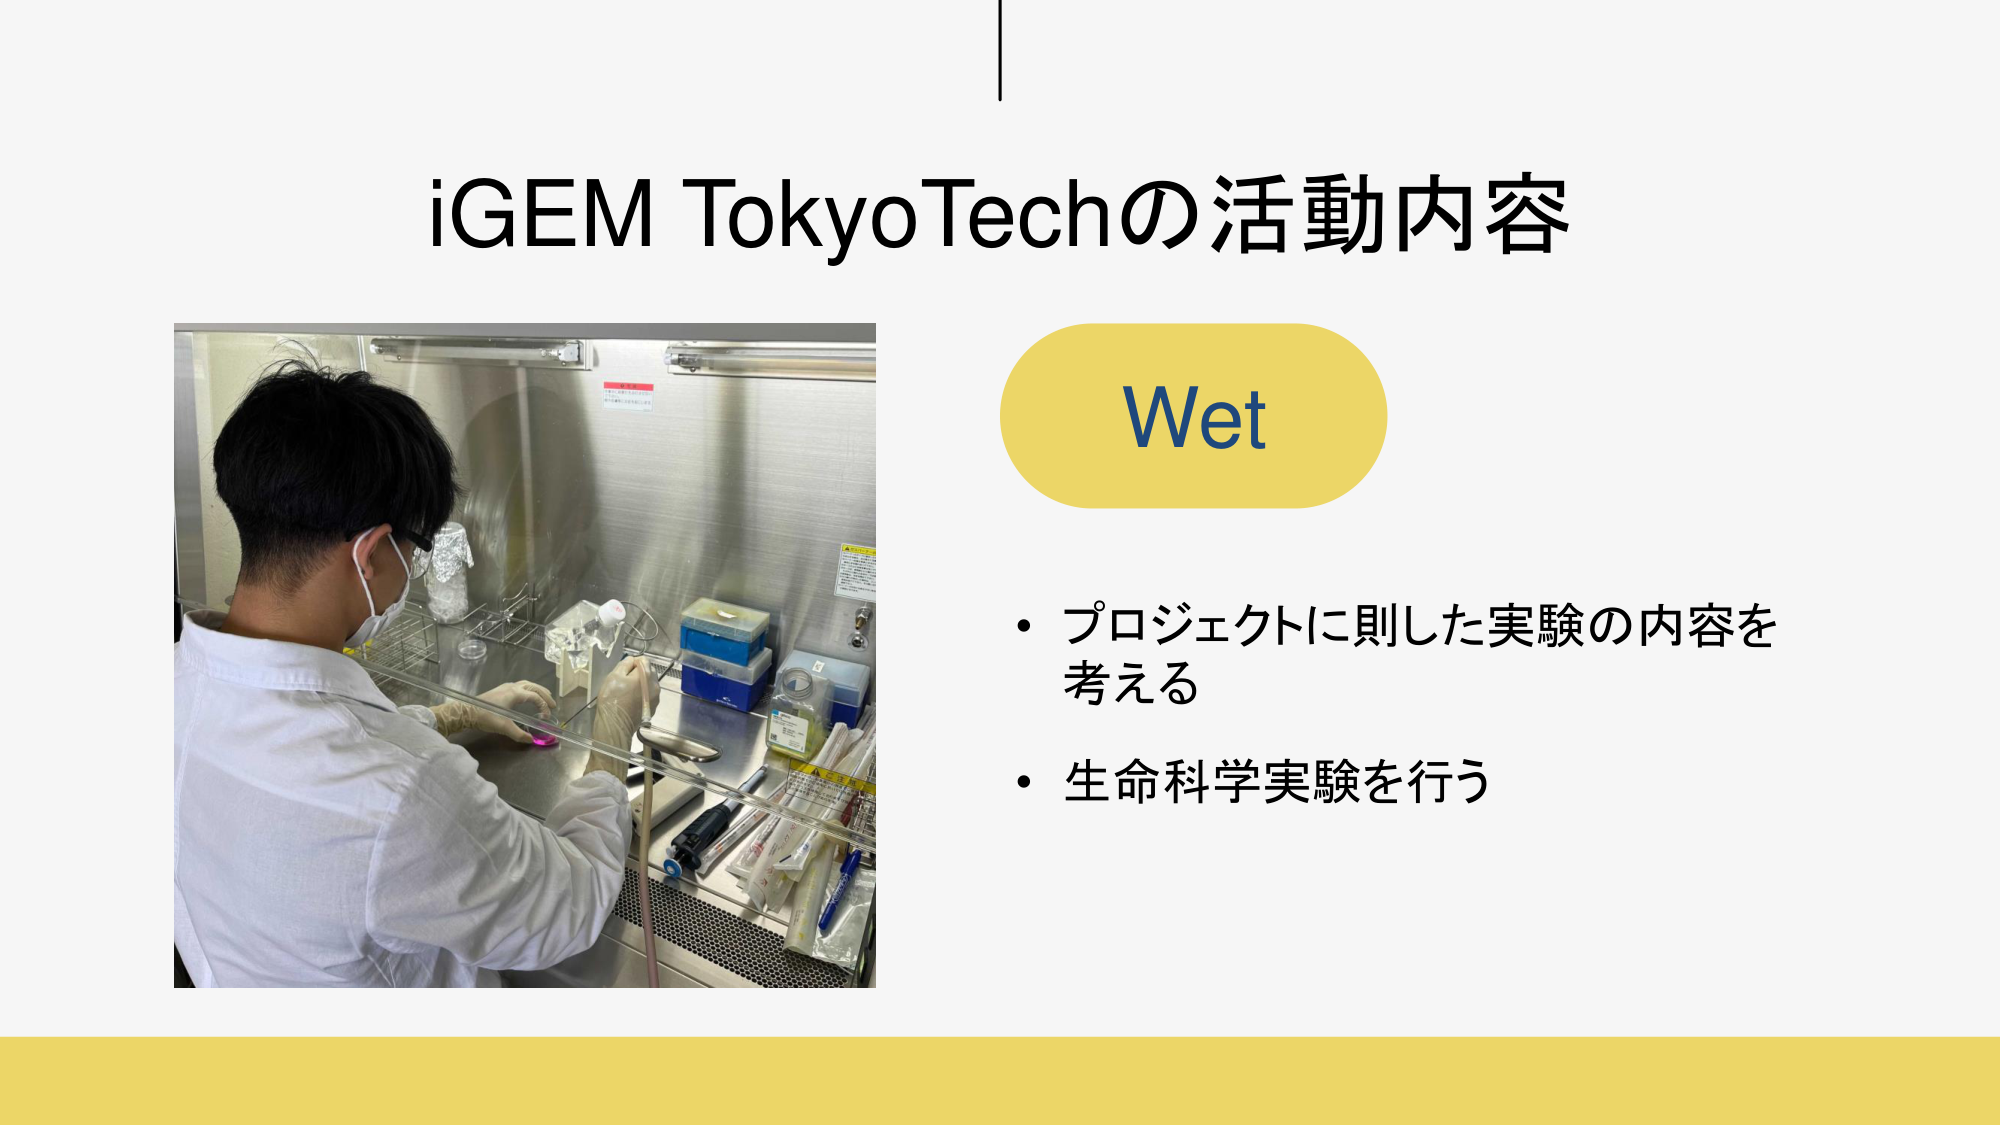 iGEM TokyoTechの活動内容
Wet
• プロジェクトに則した実験の内容を
考える
• 生命科学実験を行う